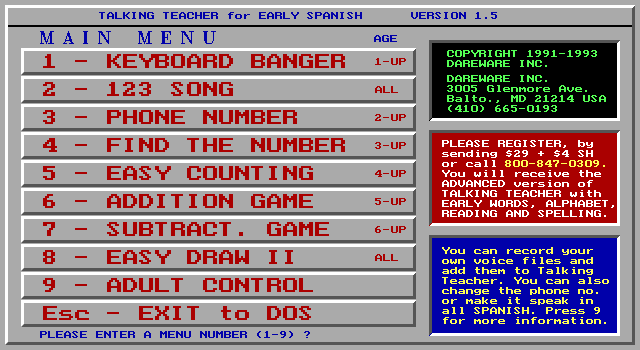 TALKING TEACHER for EARLY SPANISH VERSION 1.5
MAIN MENU AGE
1 - KEYBOARD BANGER 1-UP
2 - 123 SONG ALL
3 - PHONE NUMBER 2-UP
4 - FIND THE NUMBER 3-UP
5 - EASY COUNTING 4-UP
6 - ADDITION GAME 5-UP
7 - SUBTRACT. GAME 6-UP
8 - EASY DRAW II ALL
9 - ADULT CONTROL
Esc - EXIT to DOS
PLEASE ENTER A MENU NUMBER (1-9) ?
COPYRIGHT 1991-1993
DAREWARE INC.
DAREWARE INC.
3005 Glenmore Ave.
Balto., MD 21214 USA
(410) 665-0193
PLEASE REGISTER, by
sending $29 + $4 SH
or call 800-847-0309.
You will receive the
ADVANCED version of
TALKING TEACHER with
EARLY WORDS, ALPHABET,
READING AND SPELLING.
You can record your
own voice files and
add them to Talking
Teacher. You can also
change the phone no.
or make it speak in
all SPANISH. Press 9
for more information.